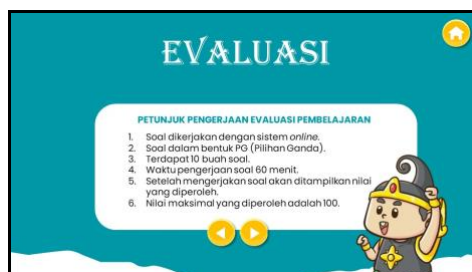 EVALUASI
PETUNJUK PENGERJAAN EVALUASI PEMBELAJARAN
1. Soal dikerjakan dengan sistem online.
2. Soal dalam bentuk PG (Pilihan Ganda).
3. Terdapat 10 buah soal.
4. Waktu pengerjaan soal 60 menit.
5. Setelah mengerjakan soal akan ditampilkan nilai
yang diperoleh.
6. Nilai maksimal yang diperoleh adalah 100.